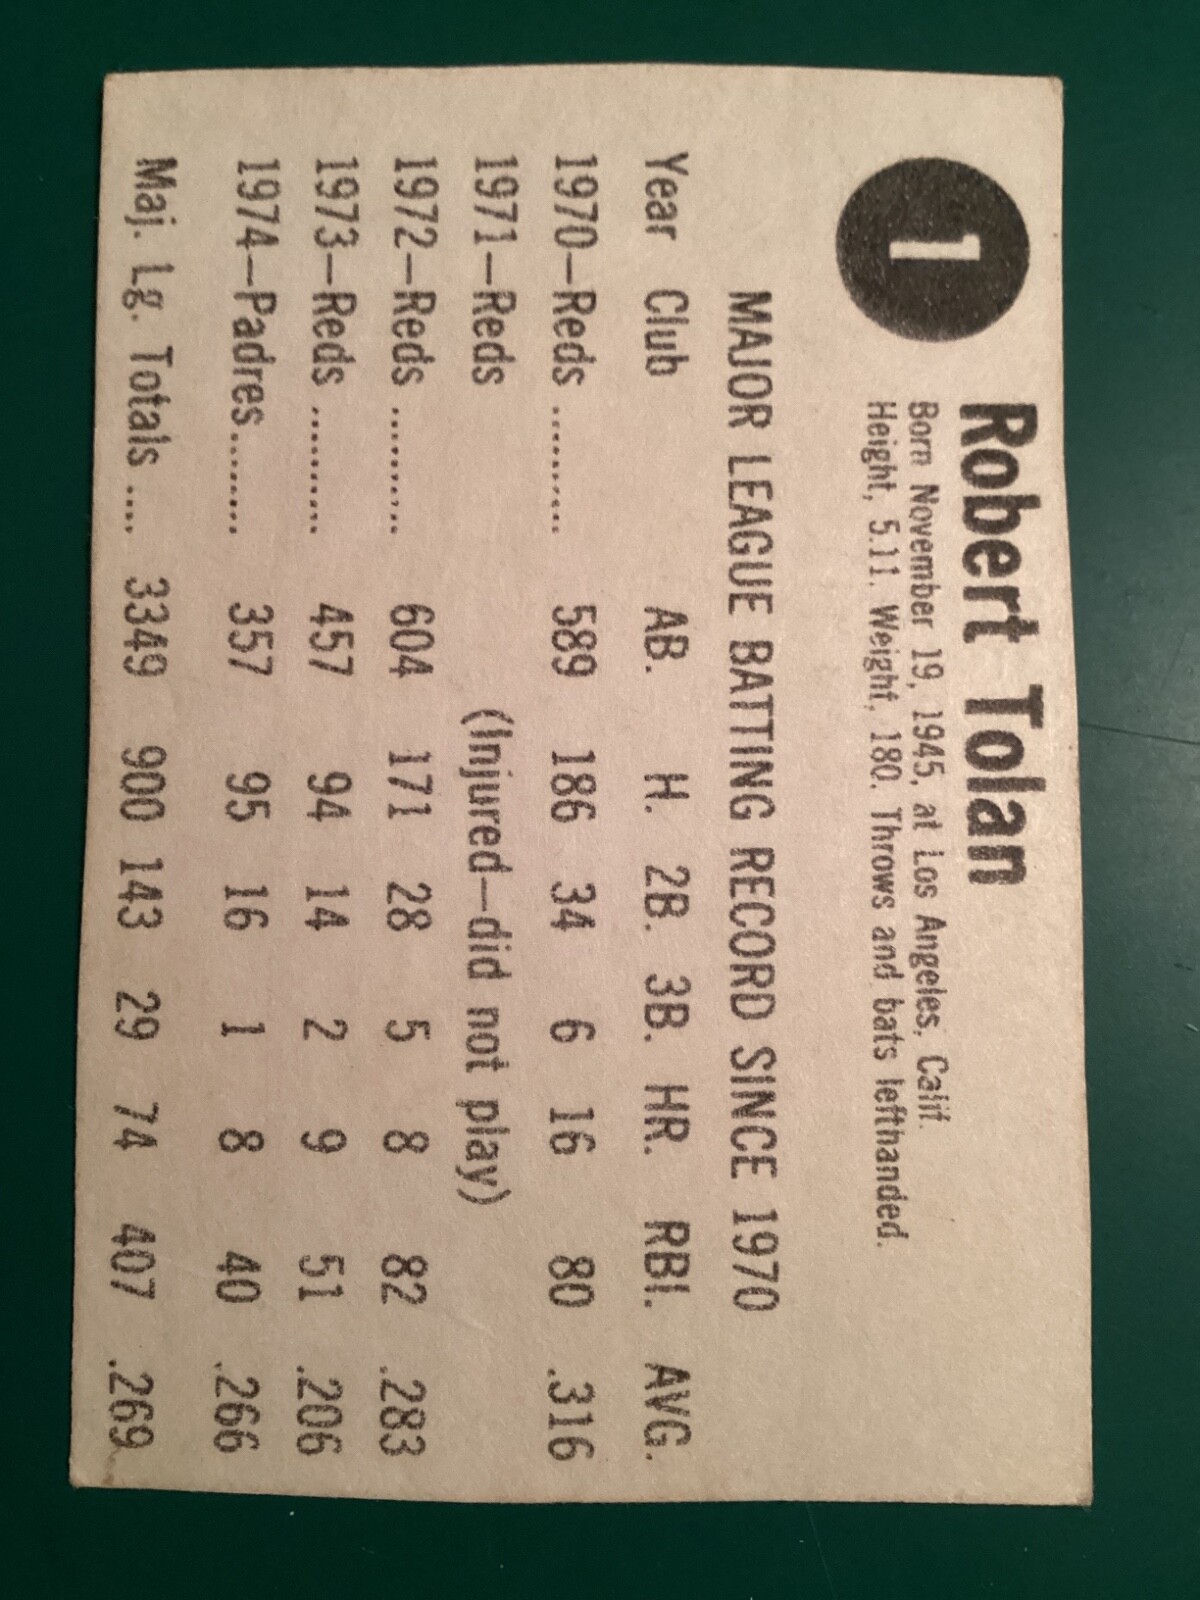 1
Robert Tolan
Born November 19, 1945, at Los Angeles, Calif.
Height, 5.11. Weight, 180. Throws and bats lefthanded.
MAJOR LEAGUE BATTING RECORD SINCE 1970
Year Club AB. H. 2B. 3B. HR. RBI. AVG.
1970—Reds ......... 589 186 34 6 16 80 .316
1971—Reds (Injured—did not play)
1972—Reds ......... 604 171 28 5 8 82 .283
1973—Reds ......... 457 94 14 2 9 51 .206
1974—Padres....... 357 95 16 1 8 40 .266
Maj. Lg. Totals .... 3349 900 143 29 74 407 .269